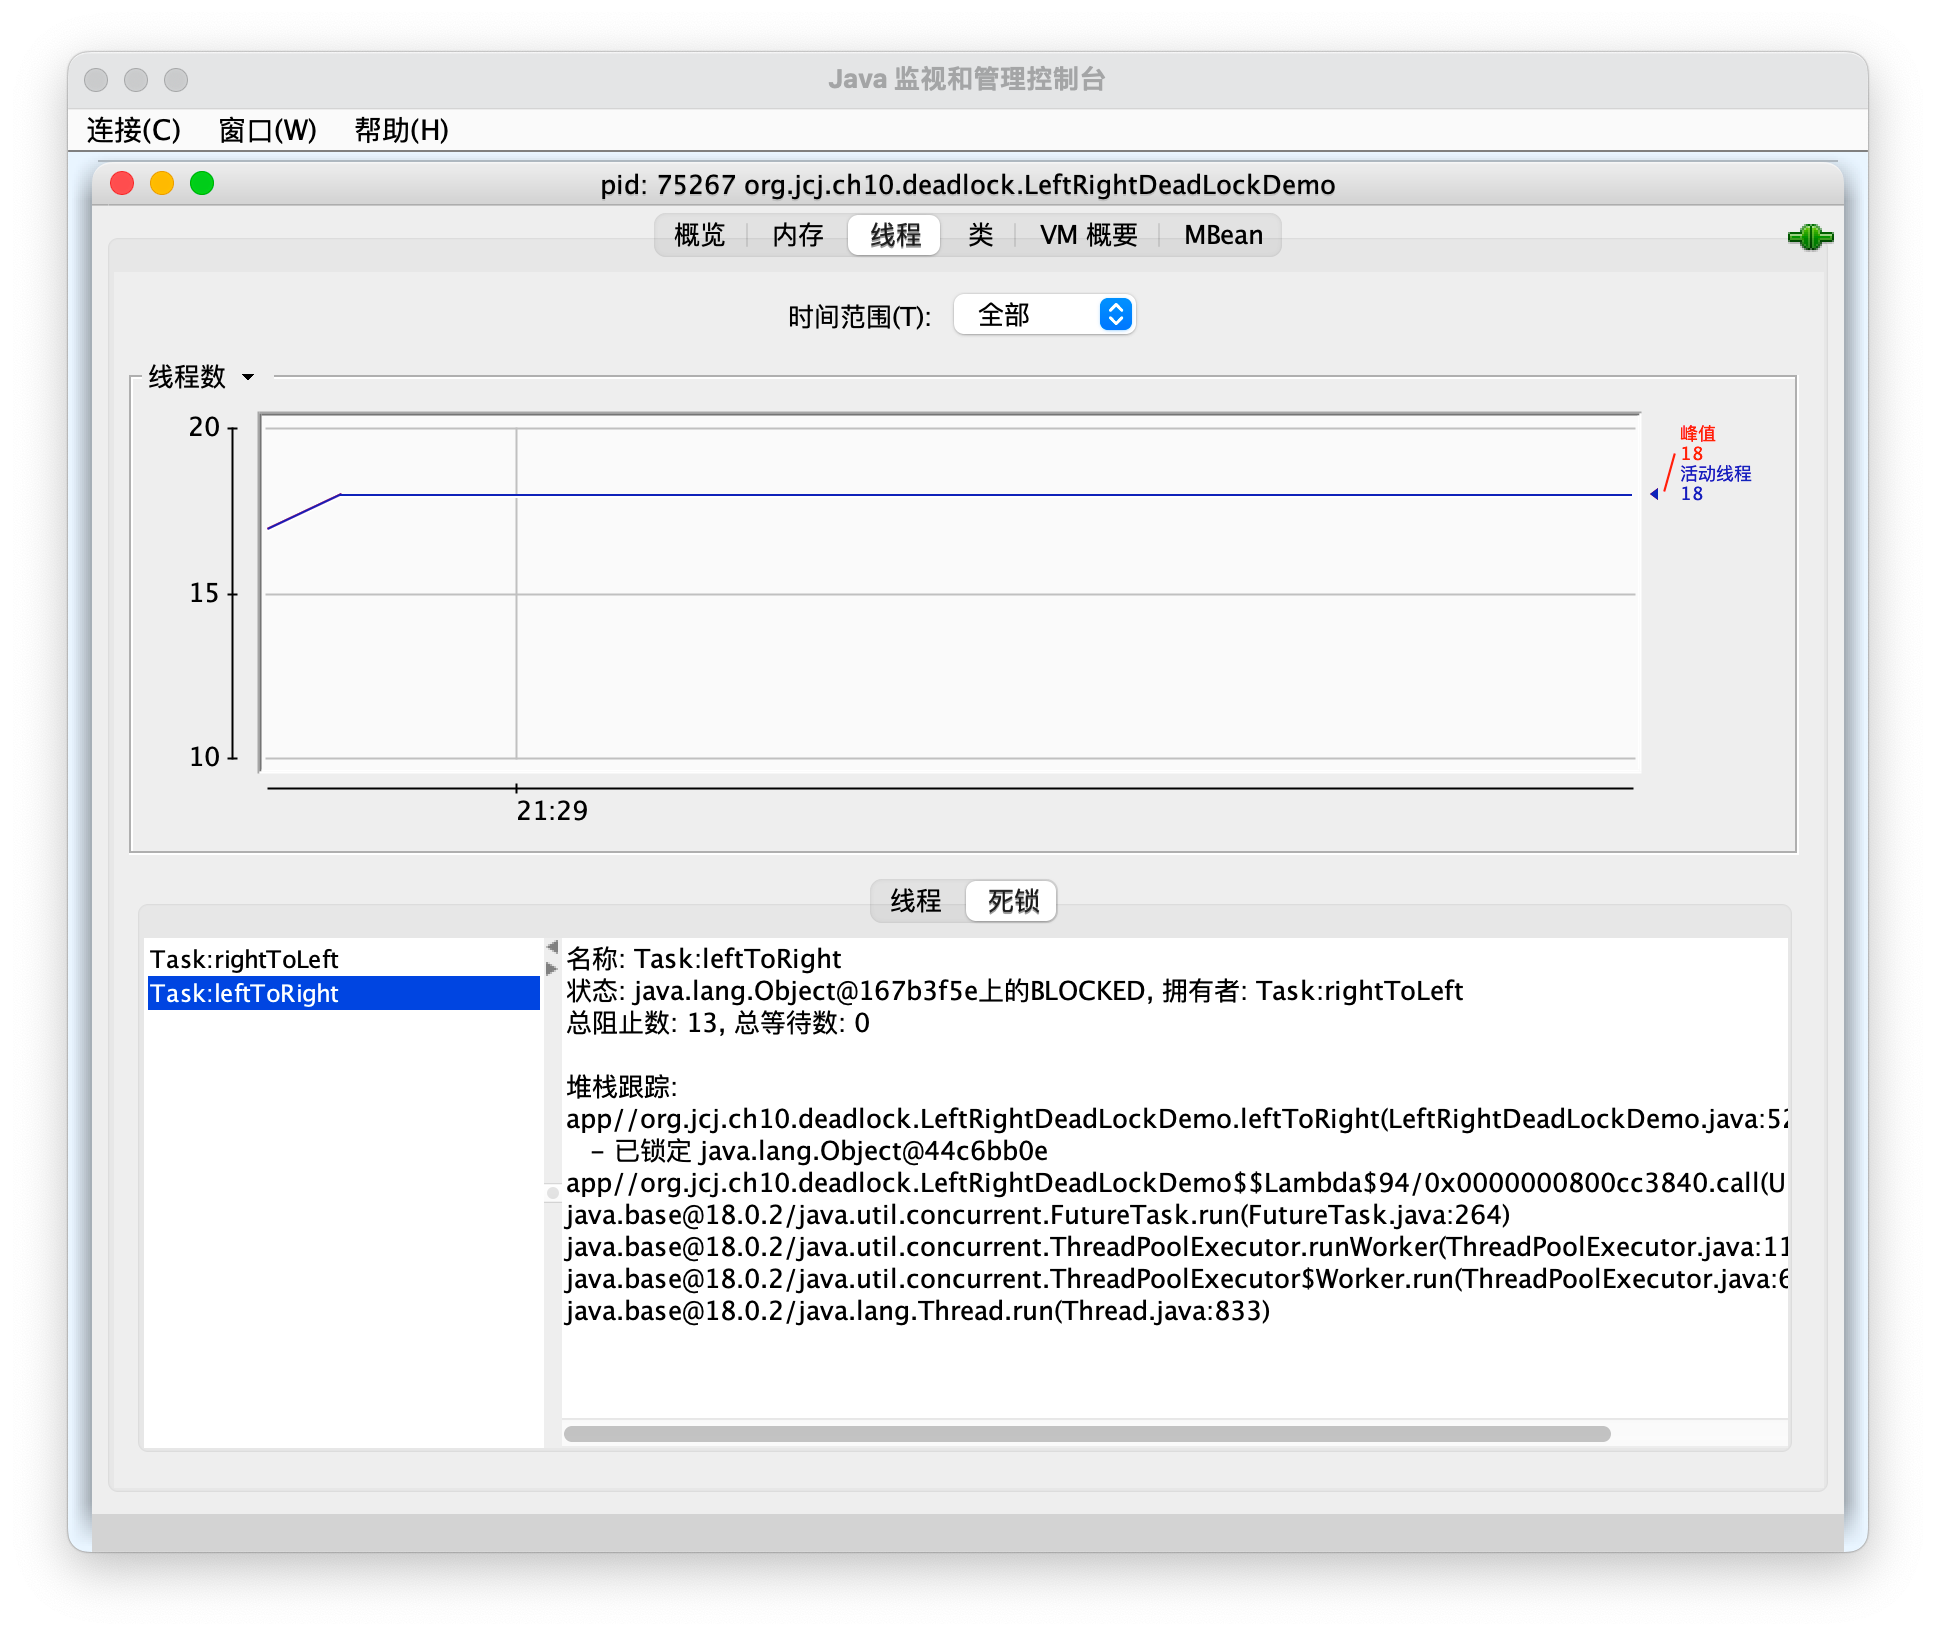 Java 监视和管理控制台
连接(C) 窗口(W) 帮助(H)
pid: 75267 org.jcj.ch10.deadlock.LeftRightDeadLockDemo
概览 内存 线程 类 VM 概要 MBean
时间范围(T): 全部
线程数
20
15
10
21:29
峰值
18
活动线程
18
线程 死锁
Task:rightToLeft
Task:leftToRight
名称: Task:leftToRight
状态: java.lang.Object@167b3f5e上的BLOCKED, 拥有者: Task:rightToLeft
总阻止数: 13, 总等待数: 0
堆栈跟踪:
app//org.jcj.ch10.deadlock.LeftRightDeadLockDemo.leftToRight(LeftRightDeadLockDemo.java:52
- 已锁定 java.lang.Object@44c6bb0e
app//org.jcj.ch10.deadlock.LeftRightDeadLockDemo$$Lambda$94/0x0000000800cc3840.call(U
java.base@18.0.2/java.util.concurrent.FutureTask.run(FutureTask.java:264)
java.base@18.0.2/java.util.concurrent.ThreadPoolExecutor.runWorker(ThreadPoolExecutor.java:11
java.base@18.0.2/java.util.concurrent.ThreadPoolExecutor$Worker.run(ThreadPoolExecutor.java:6
java.base@18.0.2/java.lang.Thread.run(Thread.java:833)